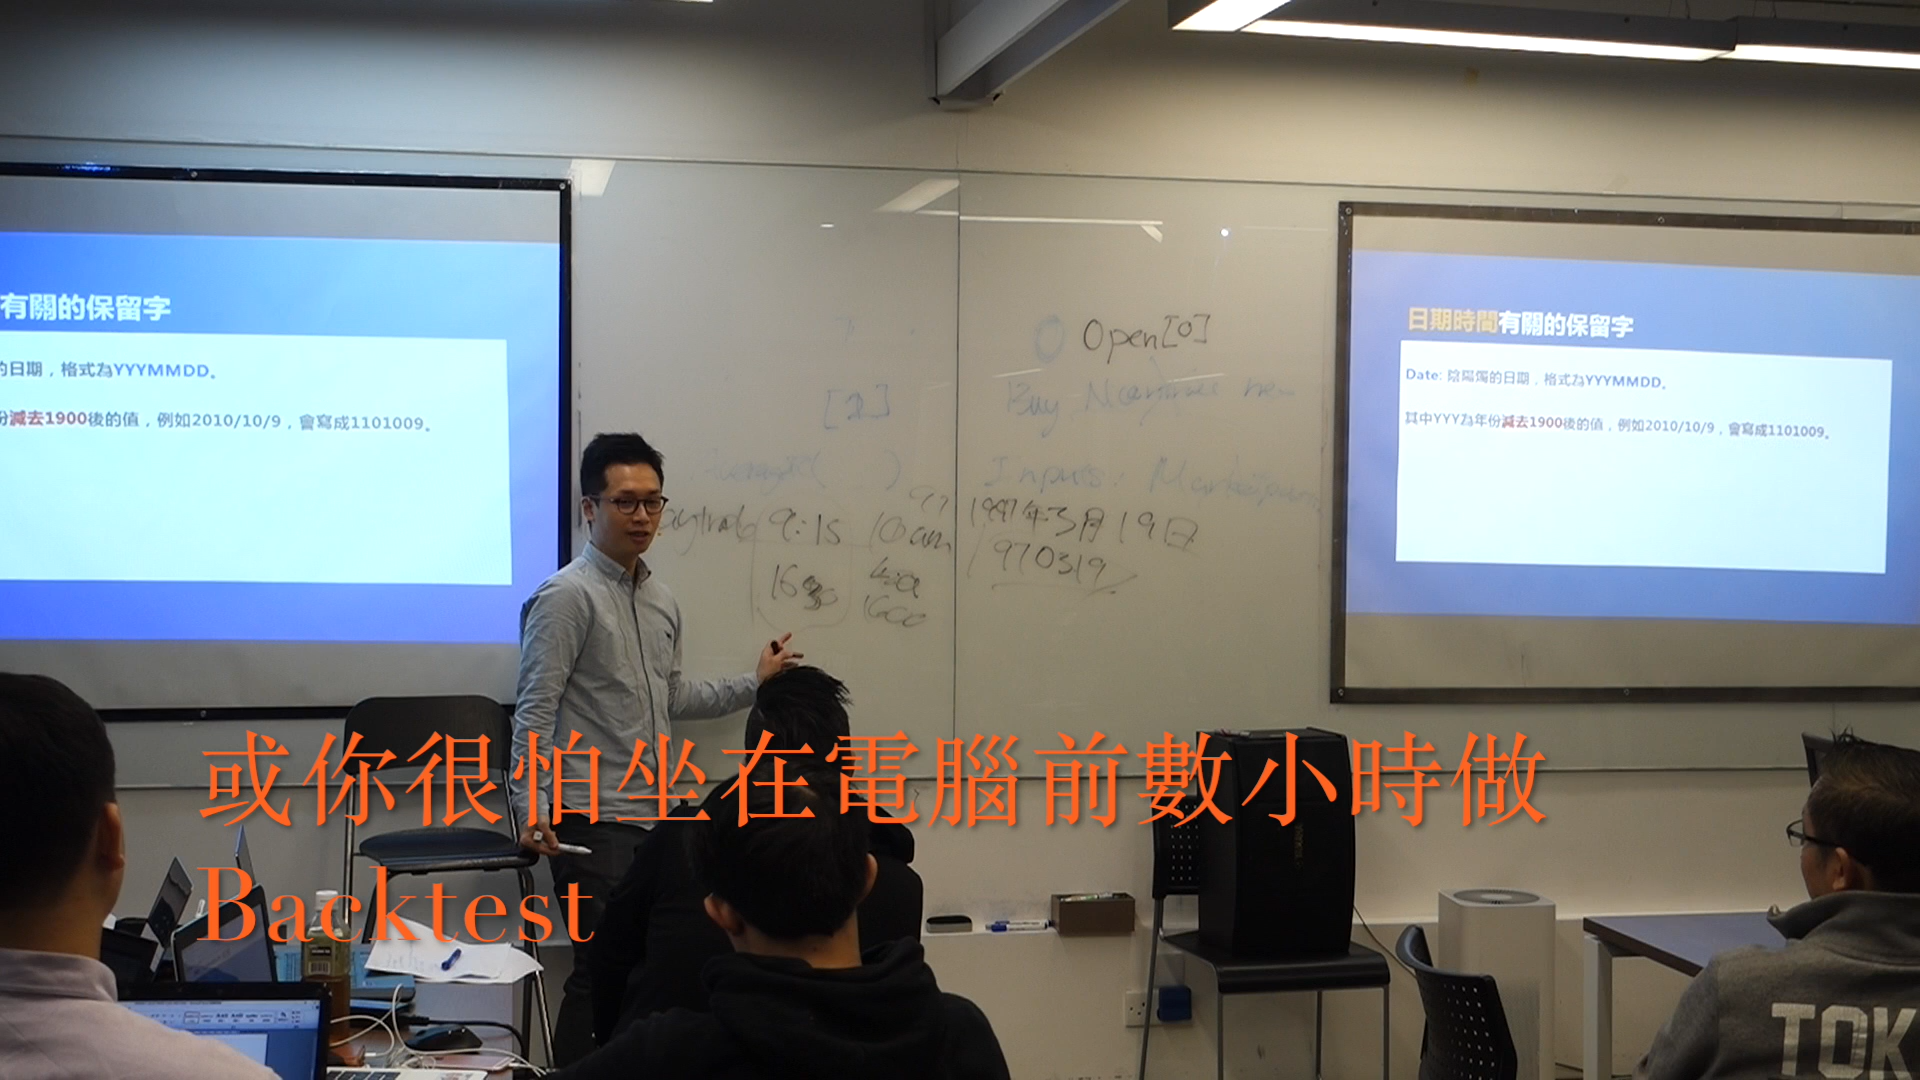 有關的保留字
的日期，格式為YYYMMDD。
份減去1900後的值，例如2010/10/9，會寫成1101009。
日期時間有關的保留字
Date: 陰陽燭的日期，格式為YYYMMDD。
其中YYY為年份減去1900後的值，例如2010/10/9，會寫成1101009。
Open[0]
Buy
Inputs:
9:15
10am
1997年3月19日
970319
1600
或你很怕坐在電腦前數小時做
Backtest
TOK